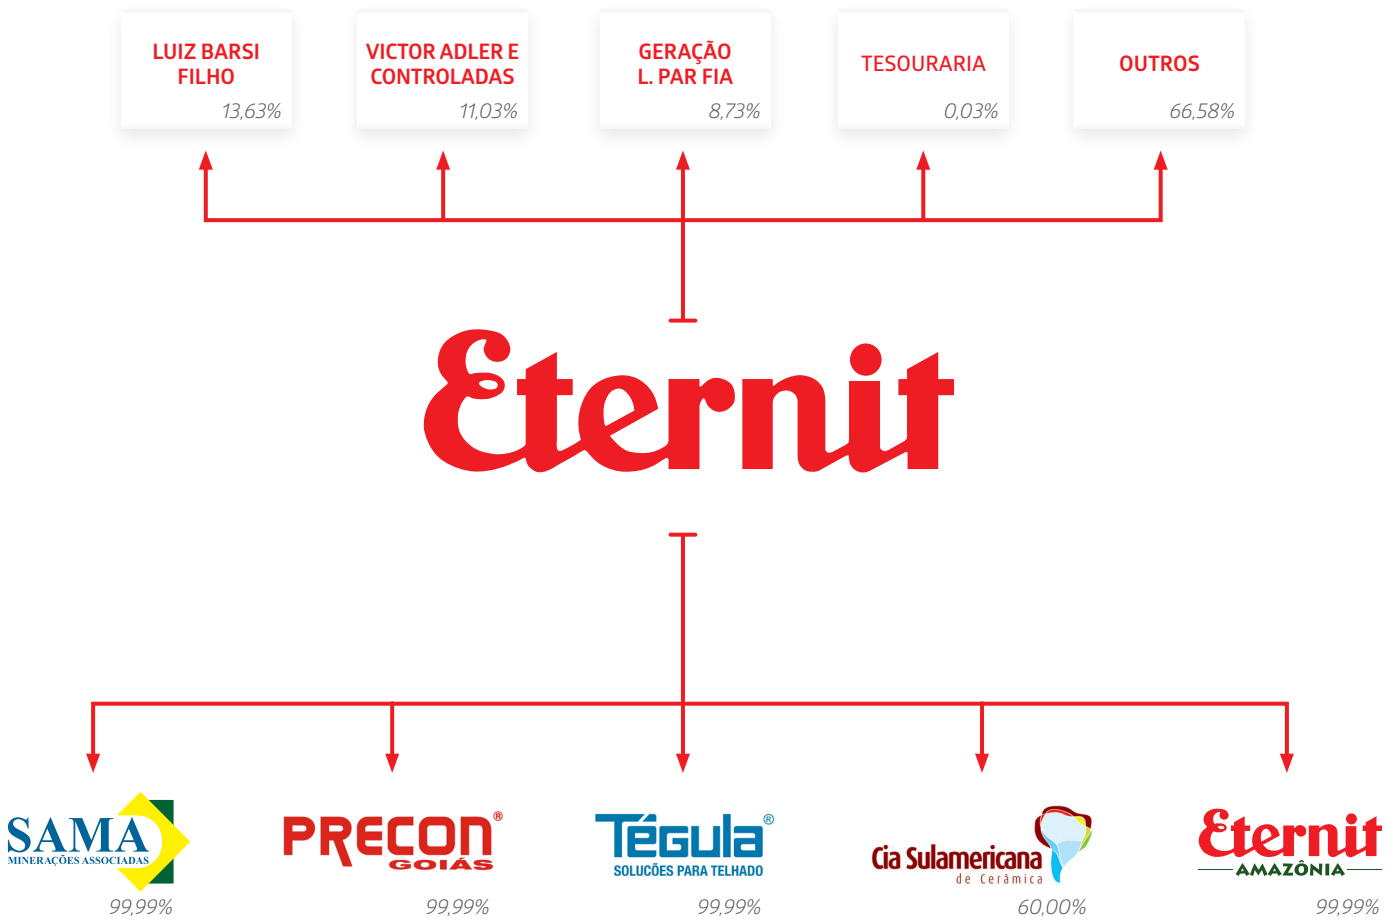 LUIZ BARSI
FILHO
13,63%
VICTOR ADLER E
CONTROLADAS
11,03%
GERAÇÃO
L. PAR FIA
8,73%
TESOURARIA
0,03%
OUTROS
66,58%
Eternit
SAMA
MINERAÇÕES ASSOCIADAS
99,99%
PRECON®
GOIÁS
99,99%
Tégula®
SOLUCÕES PARA TELHADO
99,99%
Cia Sulamericana
de Cerâmica
60,00%
Eternit
AMAZÔNIA
99,99%